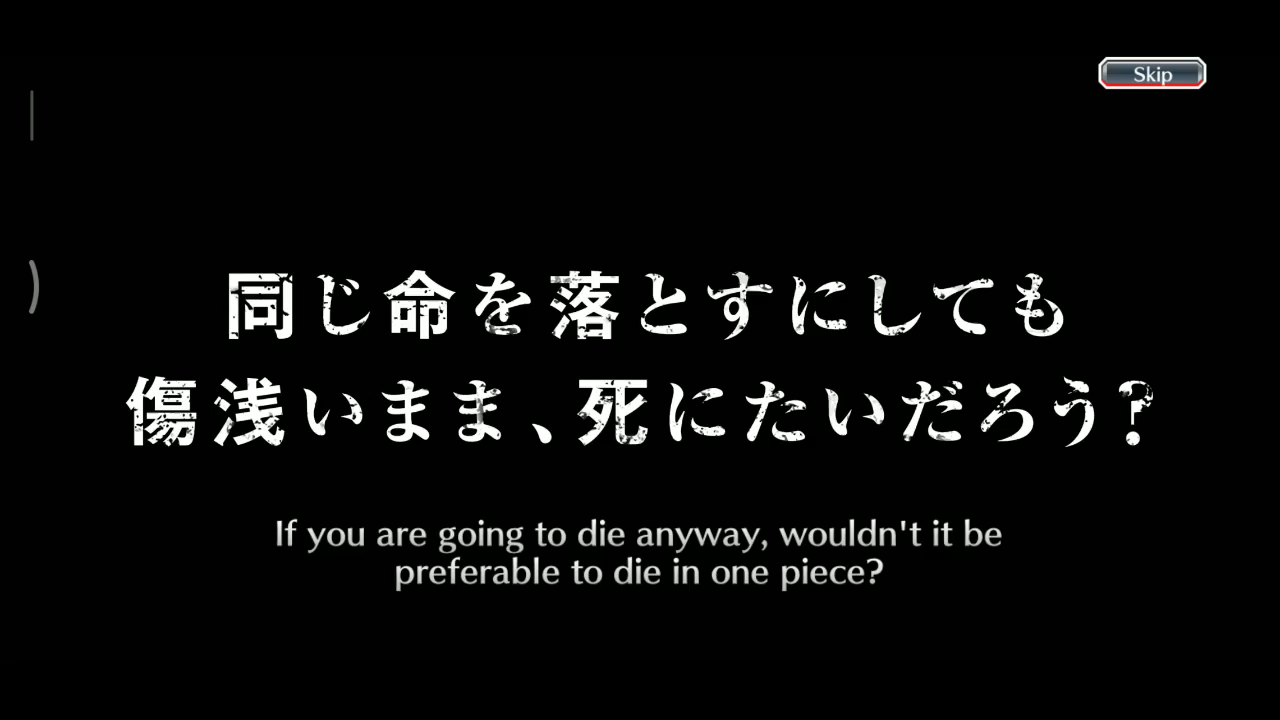 Skip
同じ命を落とすにしても
傷浅いまま、死にたいだろう?
If you are going to die anyway, wouldn't it be
preferable to die in one piece?